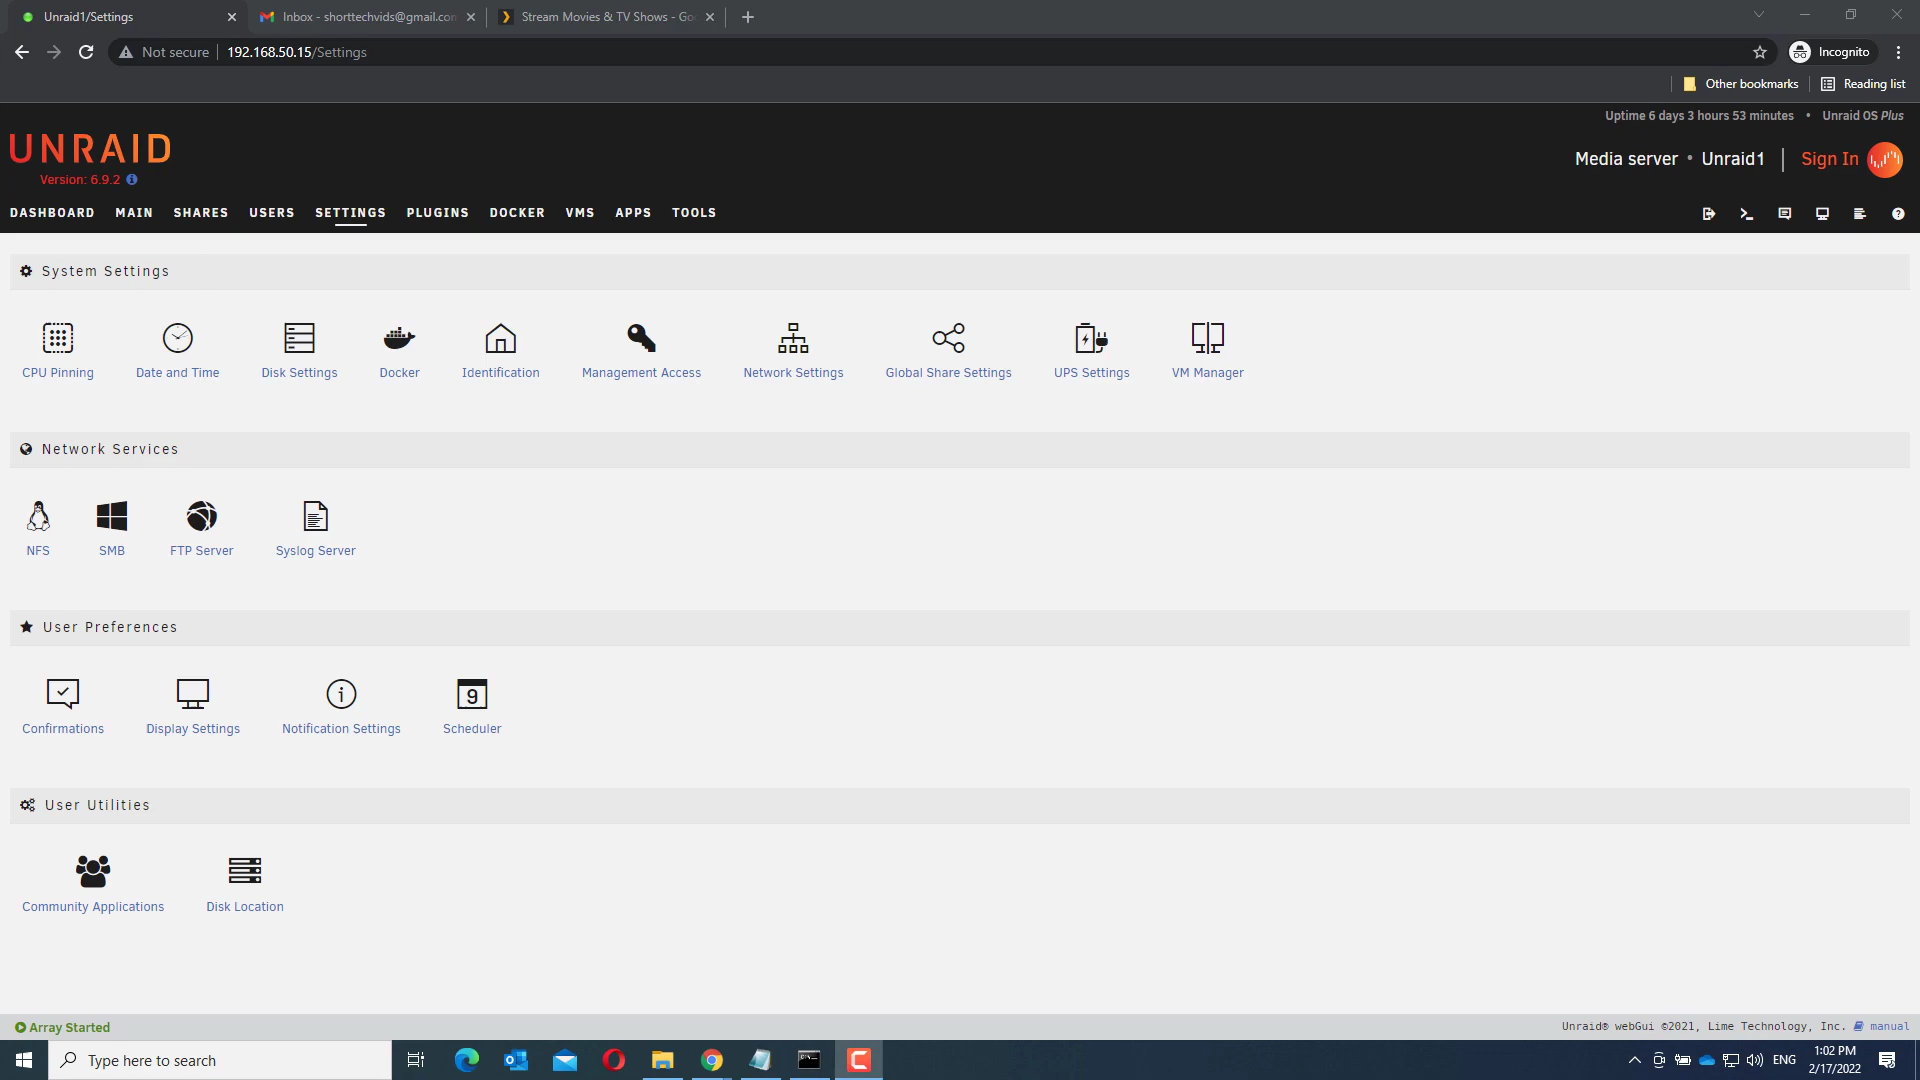 Unraid1/Settings
Inbox - shorttechvids@gmail.con
Stream Movies & TV Shows - Go
Not secure
192.168.50.15/Settings
Incognito
Other bookmarks
Reading list
Uptime 6 days 3 hours 53 minutes • Unraid OS Plus
UNRAID
Media server • Unraid1
Sign In
Version: 6.9.2
DASHBOARD MAIN SHARES USERS SETTINGS PLUGINS DOCKER VMS APPS TOOLS
System Settings
CPU Pinning
Date and Time
Disk Settings
Docker
Identification
Management Access
Network Settings
Global Share Settings
UPS Settings
VM Manager
Network Services
NFS
SMB
FTP Server
Syslog Server
User Preferences
9
Confirmations
Display Settings
Notification Settings
Scheduler
User Utilities
Community Applications
Disk Location
Array Started
Unraid® webGui ©2021, Lime Technology, Inc.
manual
Type here to search
ENG
1:02 PM
2/17/2022